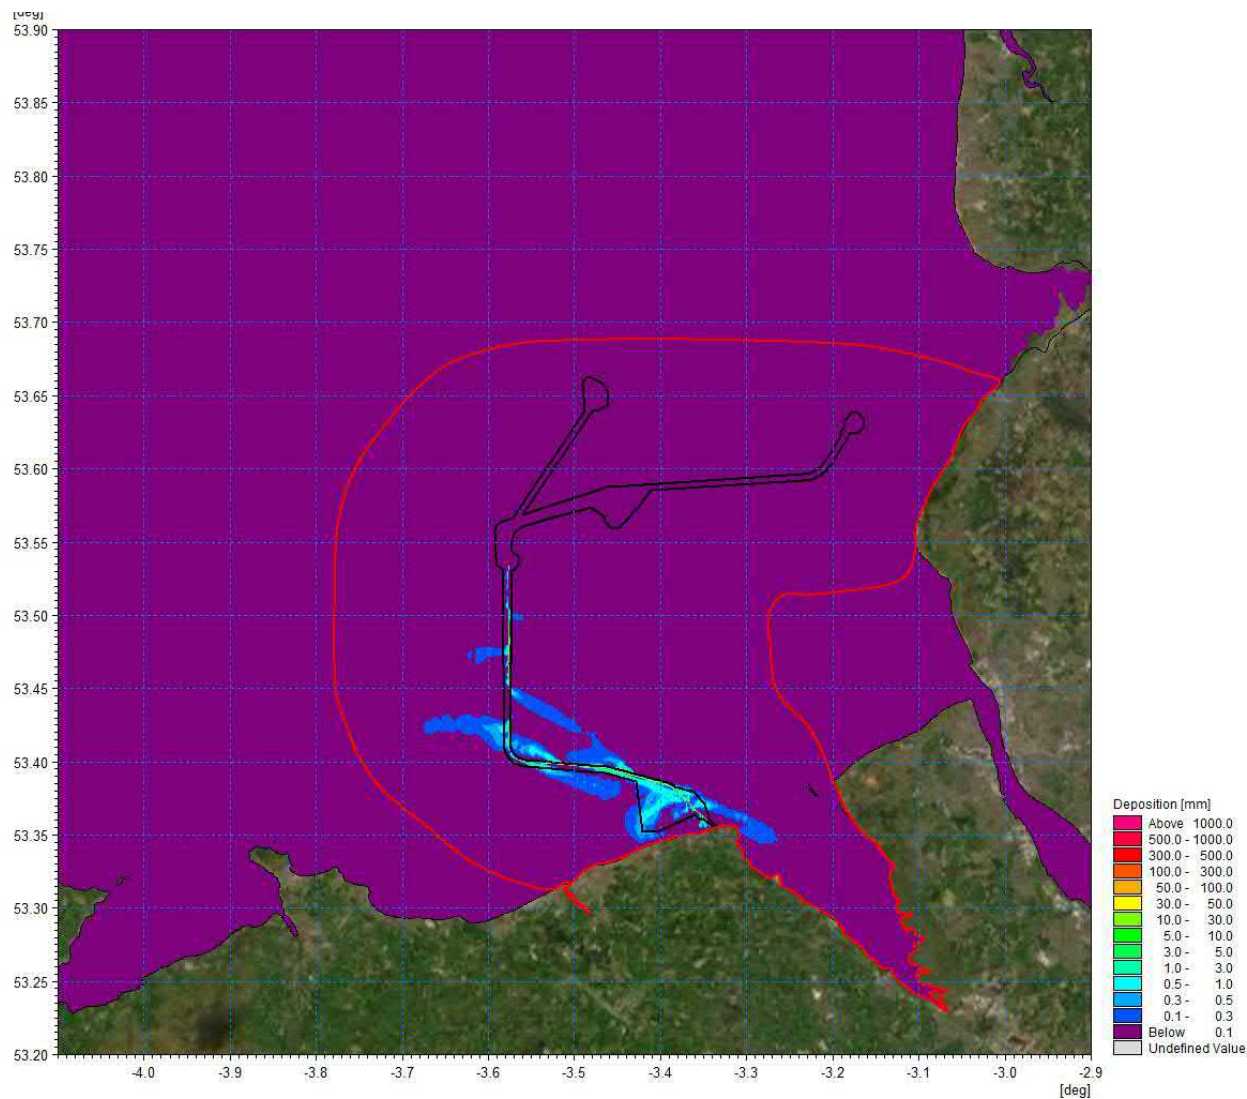 [deg]
53.90
53.85
53.80
53.75
53.70
53.65
53.60
53.55
53.50
53.45
53.40
53.35
53.30
53.25
53.20
-4.0 -3.9 -3.8 -3.7 -3.6 -3.5 -3.4 -3.3 -3.2 -3.1 -3.0 -2.9
[deg]
Deposition [mm]
Above 1000.0
500.0 - 1000.0
300.0 - 500.0
100.0 - 300.0
50.0 - 100.0
30.0 - 50.0
10.0 - 30.0
5.0 - 10.0
3.0 - 5.0
1.0 - 3.0
0.5 - 1.0
0.3 - 0.5
0.1 - 0.3
Below 0.1
Undefined Value